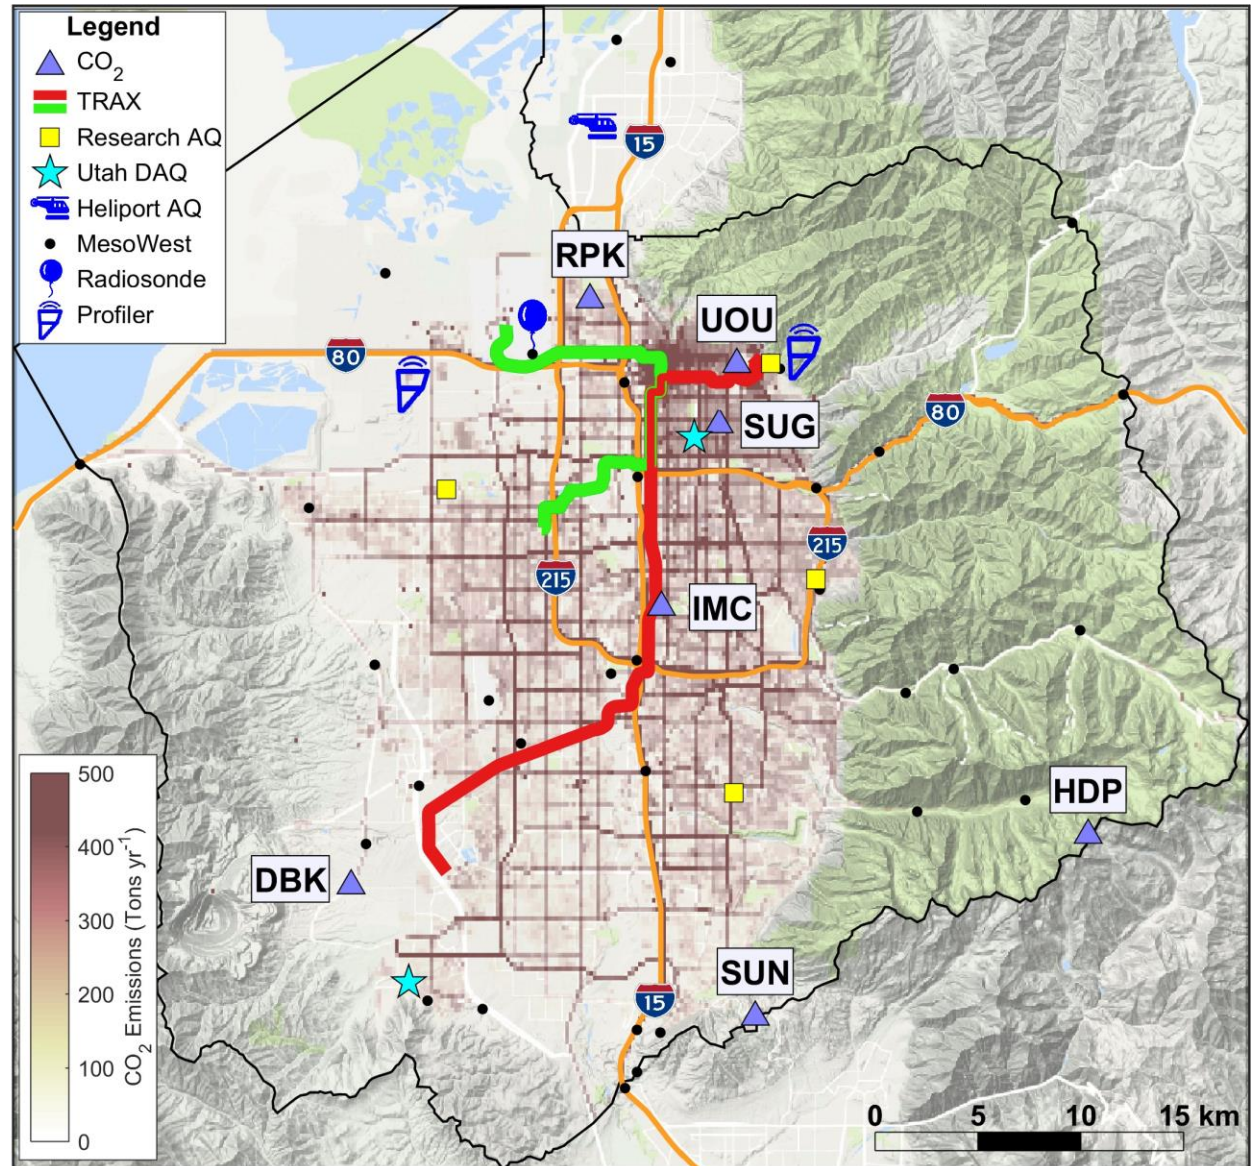 Legend
CO2
TRAX
Research AQ
Utah DAQ
Heliport AQ
MesoWest
Radiosonde
Profiler
15
RPK
UOU
80
80
SUG
215
215
IMC
HDP
DBK
SUN
15
500
400
300
200
100
0
CO2 Emissions (Tons yr-1)
0 5 10 15 km